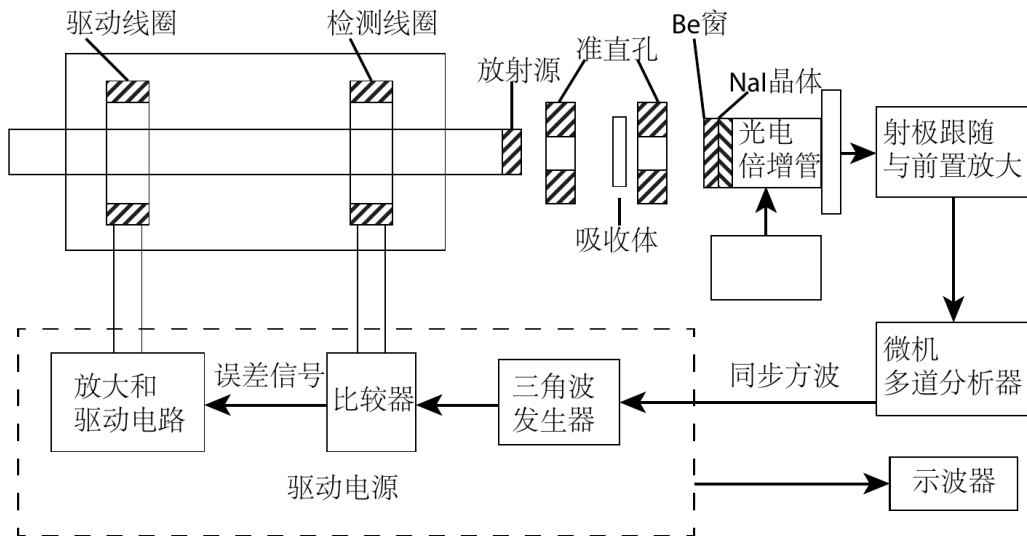 驱动线圈
检测线圈
放射源
准直孔
Be窗
NaI晶体
光电
倍增管
射极跟随
与前置放大
吸收体
微机
多道分析器
同步方波
三角波
发生器
比较器
误差信号
放大和
驱动电路
驱动电源
示波器